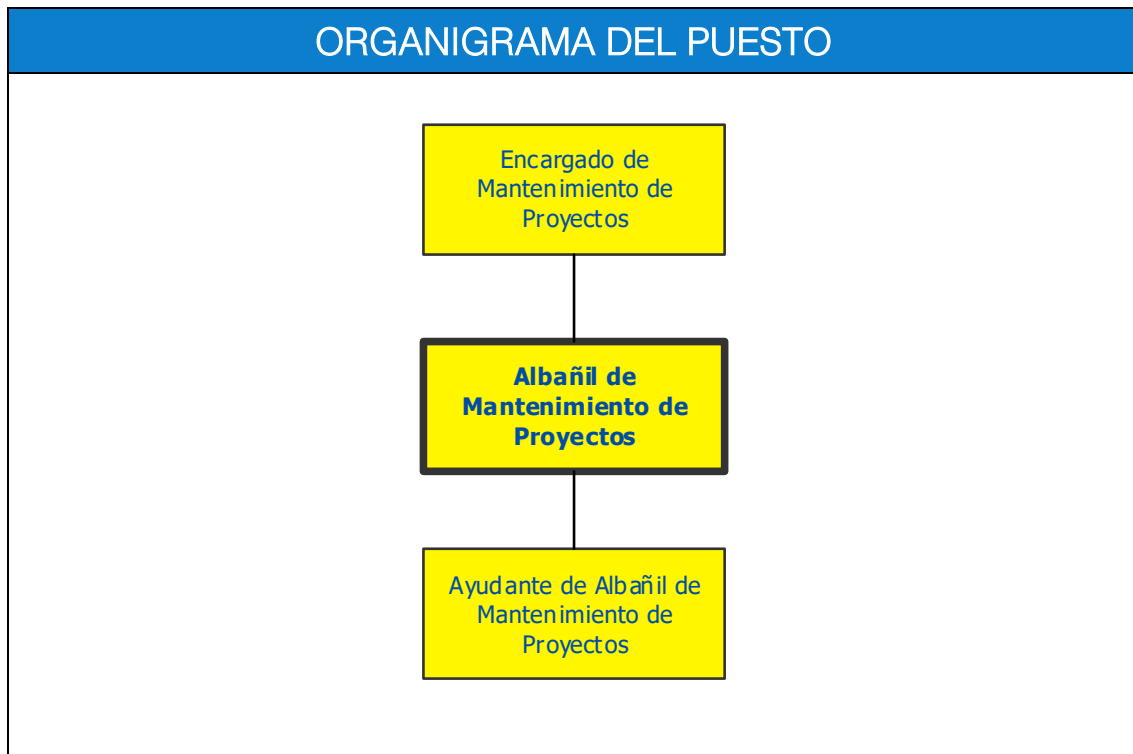 ORGANIGRAMA DEL PUESTO
Encargado de
Mantenimiento de
Proyectos
Albañil de
Mantenimiento de
Proyectos
Ayudante de Albañil de
Mantenimiento de
Proyectos